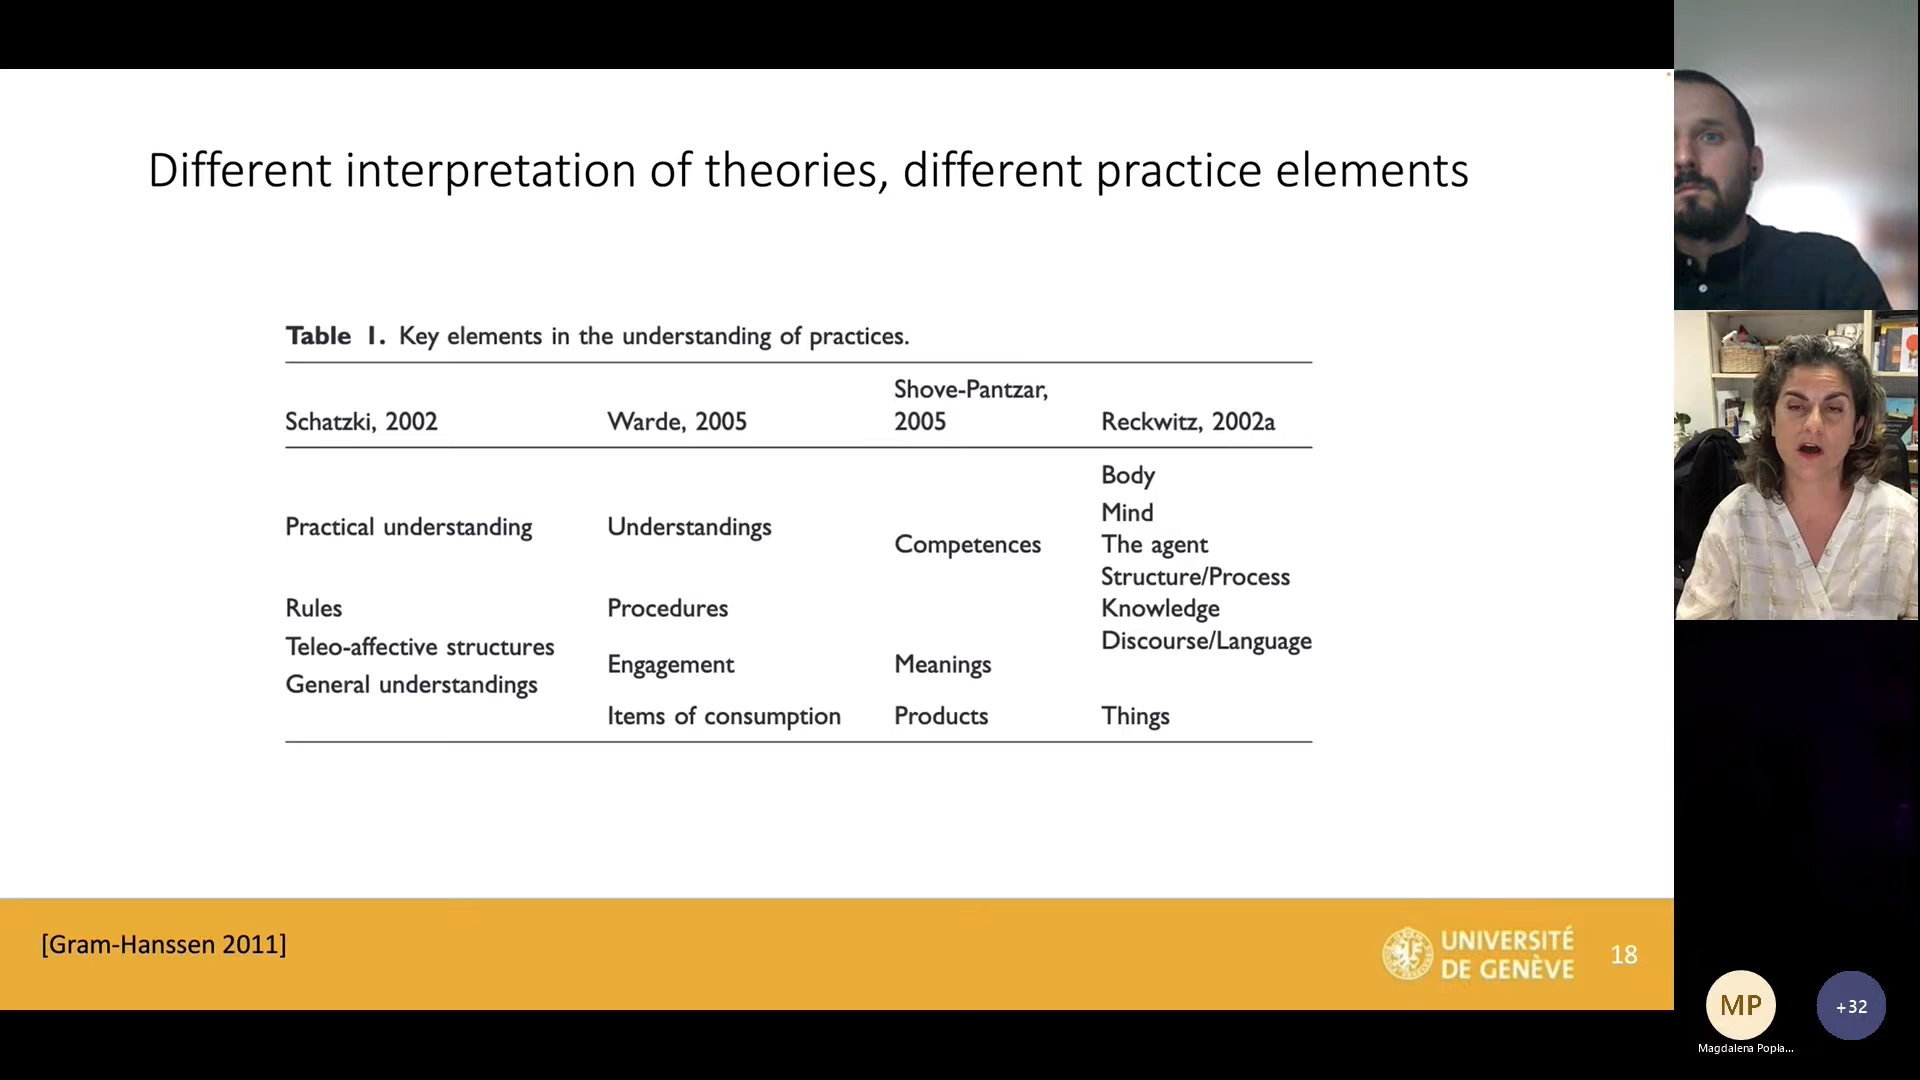 Different interpretation of theories, different practice elements
Table 1. Key elements in the understanding of practices.
Schatzki, 2002 Warde, 2005 Shove-Pantzar, 2005 Reckwitz, 2002a
Body
Practical understanding Understandings Mind
Competences The agent
Structure/Process
Rules Procedures Knowledge
Teleo-affective structures Discourse/Language
Engagement Meanings
General understandings
Items of consumption Products Things
[Gram-Hanssen 2011]
UNIVERSITÉ
DE GENÈVE
18
MP
+32
Magdalena Popla...